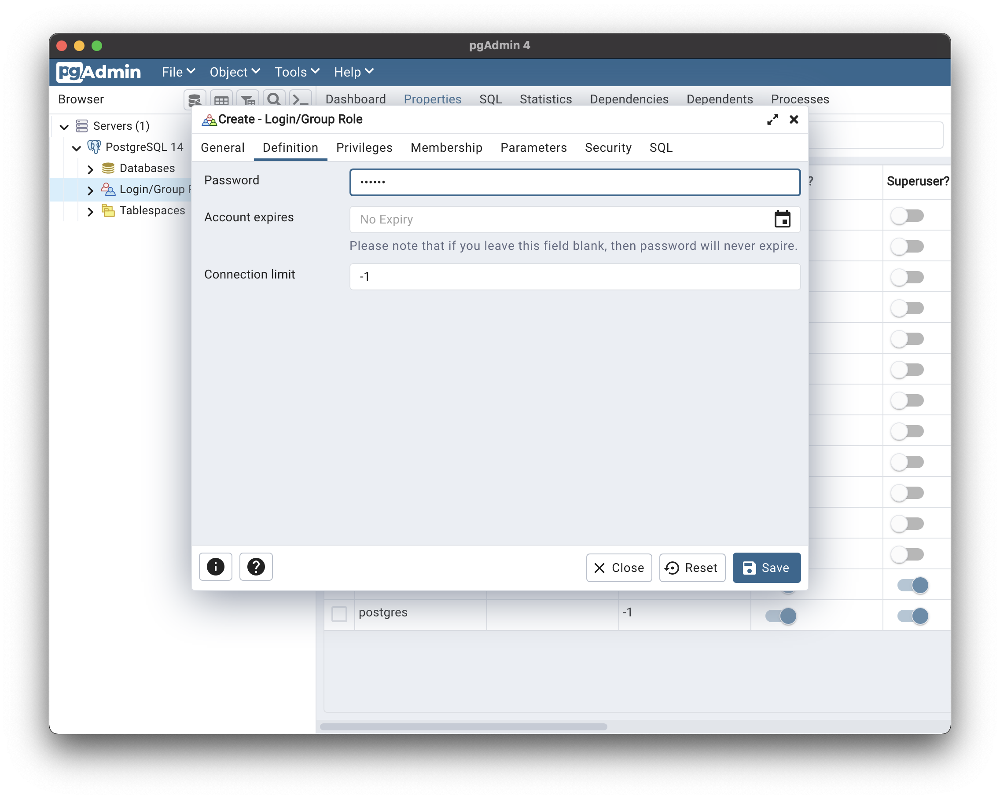 pgAdmin 4
pgAdmin File Object Tools Help
Browser
Dashboard Properties SQL Statistics Dependencies Dependents Processes
Servers (1)
PostgreSQL 14
Databases
Login/Group
Tablespaces
Create - Login/Group Role
General Definition Privileges Membership Parameters Security SQL
Password ••••••
Account expires No Expiry
Please note that if you leave this field blank, then password will never expire.
Connection limit -1
? Superuser?
Close Reset Save
postgres -1